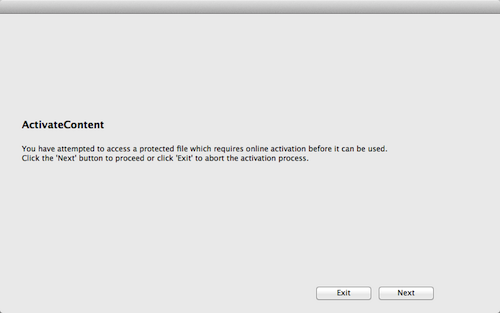 ActivateContent
You have attempted to access a protected file which requires online activation before it can be used.
Click the 'Next' button to proceed or click 'Exit' to abort the activation process.
Exit Next